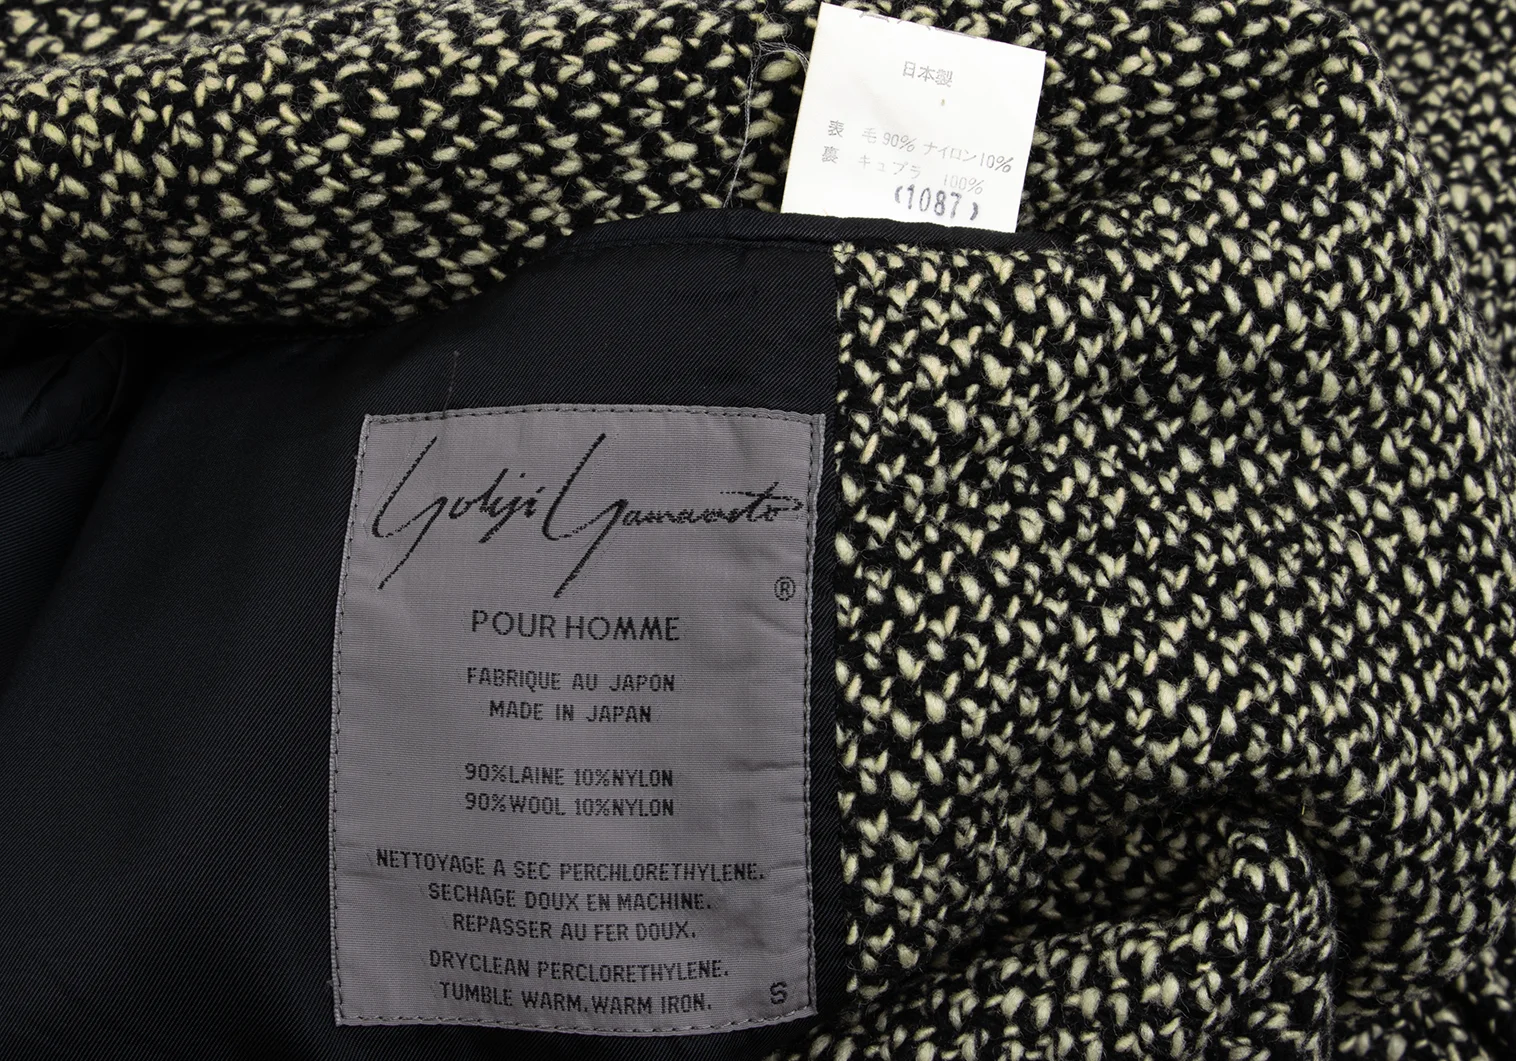 日本製
表 毛90% ナイロン10%
裏 キュプラ 100%
(1087)
Yohji Yamamoto
®
POUR HOMME
FABRIQUE AU JAPON
MADE IN JAPAN
90%LAINE 10%NYLON
90%WOOL 10%NYLON
NETTOYAGE A SEC PERCHLORETHYLENE.
SECHAGE DOUX EN MACHINE.
REPASSER AU FER DOUX.
DRYCLEAN PERCLORETHYLENE.
TUMBLE WARM.WARM IRON.
S